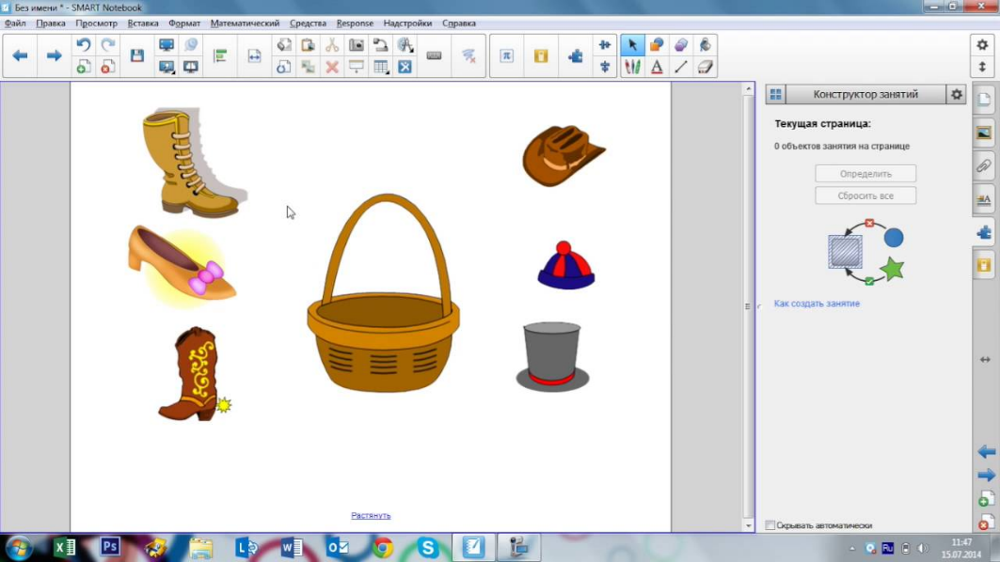 Без имени * - SMART Notebook
Файл Правка Просмотр Вставка Формат Математический Средства Response Надстройки Справка
Конструктор занятий
Текущая страница:
0 объектов занятия на странице
Определить
Сбросить все
Как создать занятие
Растянуть
Скрывать автоматически
Ru
11:47
15.07.2014